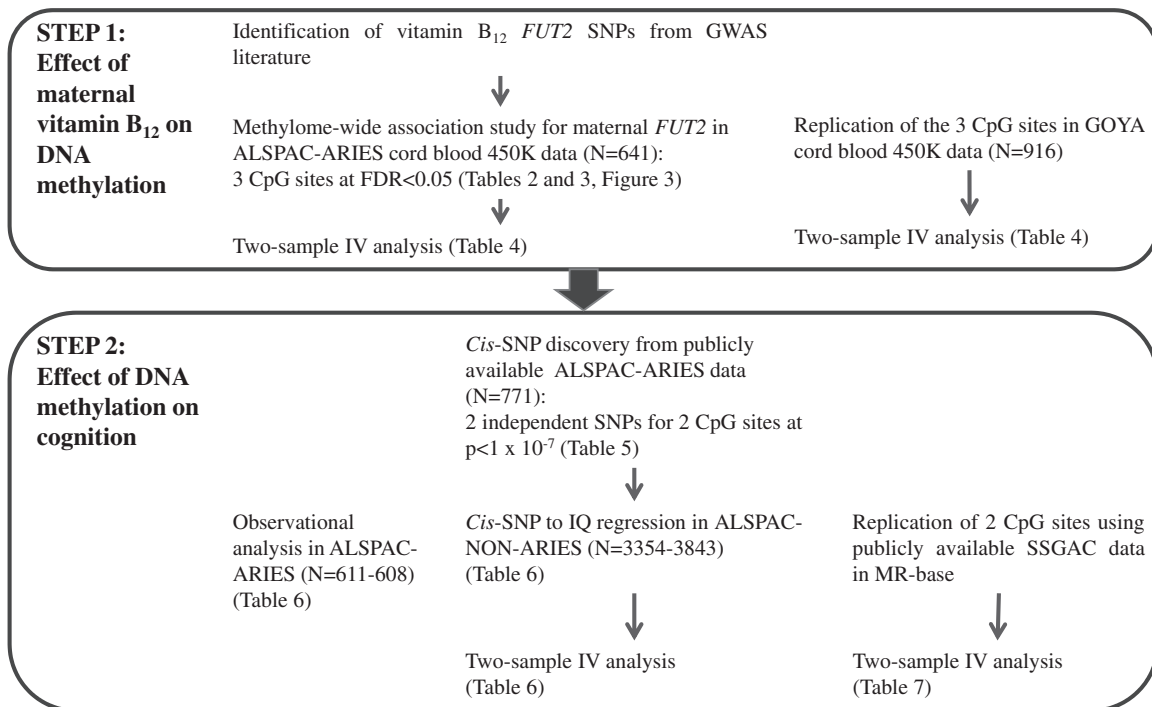 STEP 1:
Effect of
maternal
vitamin B12 on
DNA
methylation
Identification of vitamin B12 FUT2 SNPs from GWAS
literature
Methylome-wide association study for maternal FUT2 in
ALSPAC-ARIES cord blood 450K data (N=641):
3 CpG sites at FDR<0.05 (Tables 2 and 3, Figure 3)
Two-sample IV analysis (Table 4)
Replication of the 3 CpG sites in GOYA
cord blood 450K data (N=916)
Two-sample IV analysis (Table 4)
STEP 2:
Effect of DNA
methylation on
cognition
Observational
analysis in ALSPAC-
ARIES (N=611-608)
(Table 6)
Cis-SNP discovery from publicly
available ALSPAC-ARIES data
(N=771):
2 independent SNPs for 2 CpG sites at
p<1 x 10-7 (Table 5)
Cis-SNP to IQ regression in ALSPAC-
NON-ARIES (N=3354-3843)
(Table 6)
Two-sample IV analysis
(Table 6)
Replication of 2 CpG sites using
publicly available SSGAC data
in MR-base
Two-sample IV analysis
(Table 7)